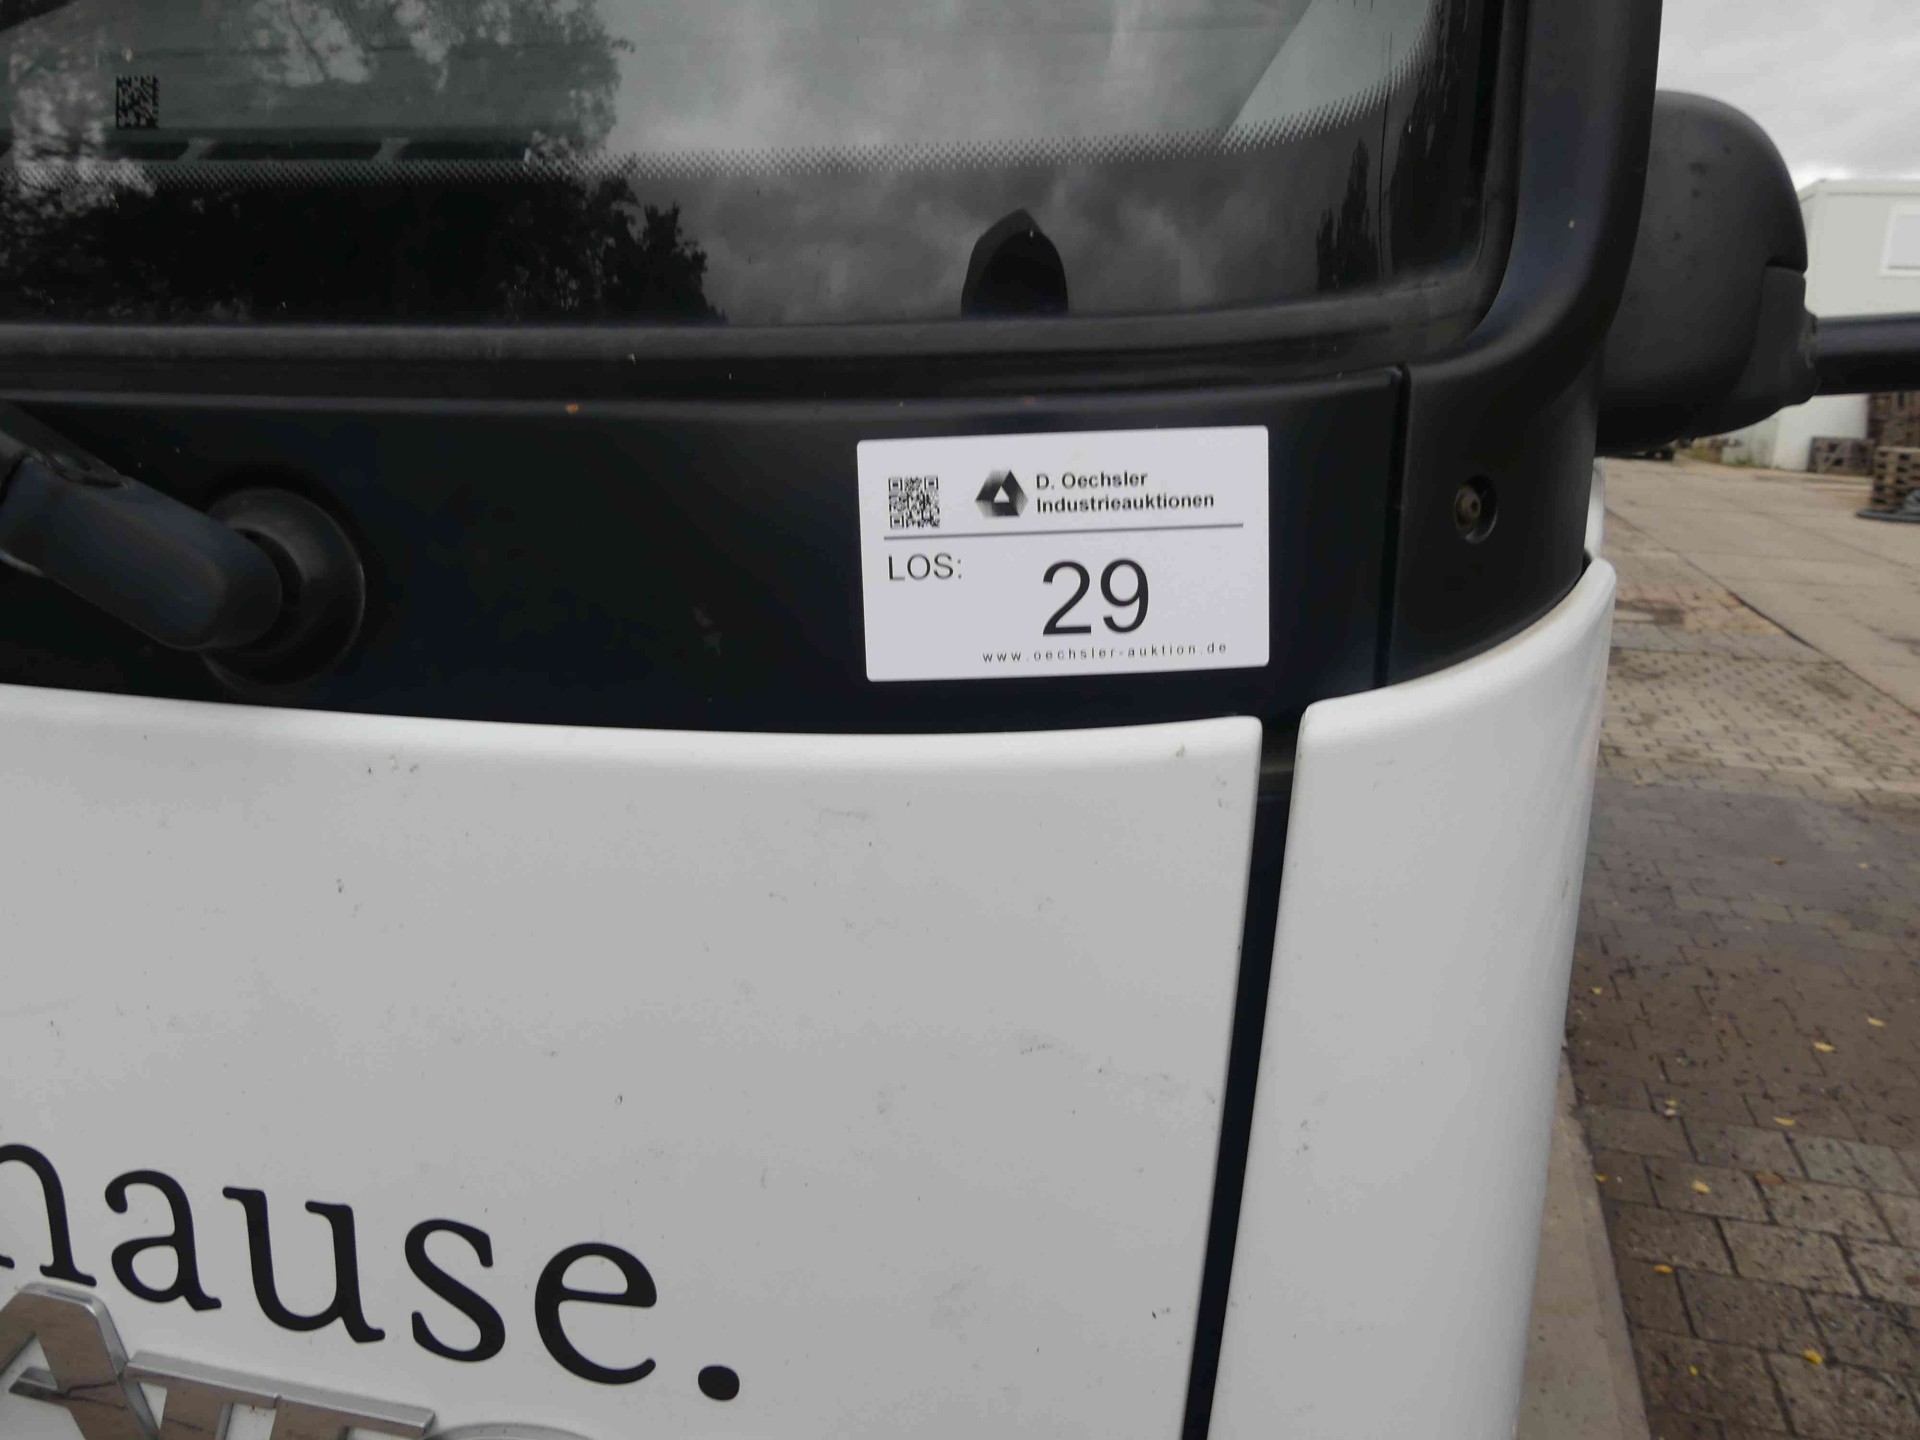 D. Oechsler
Industrieauktionen
LOS:
29
www.oechsler-auktion.de
hause.